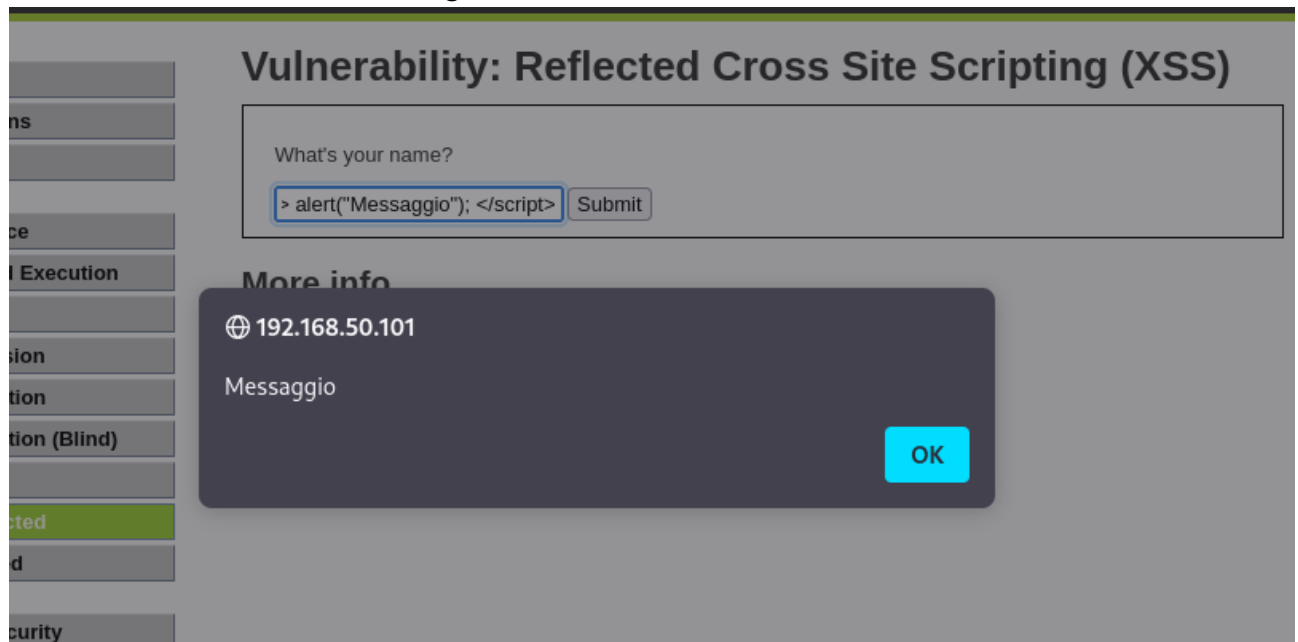 Vulnerability: Reflected Cross Site Scripting (XSS)
ns
What's your name?
> alert("Messaggio"); </script>
Submit
ce
Execution
More info
192.168.50.101
sion
Messaggio
tion
tion (Blind)
OK
cted
d
curity